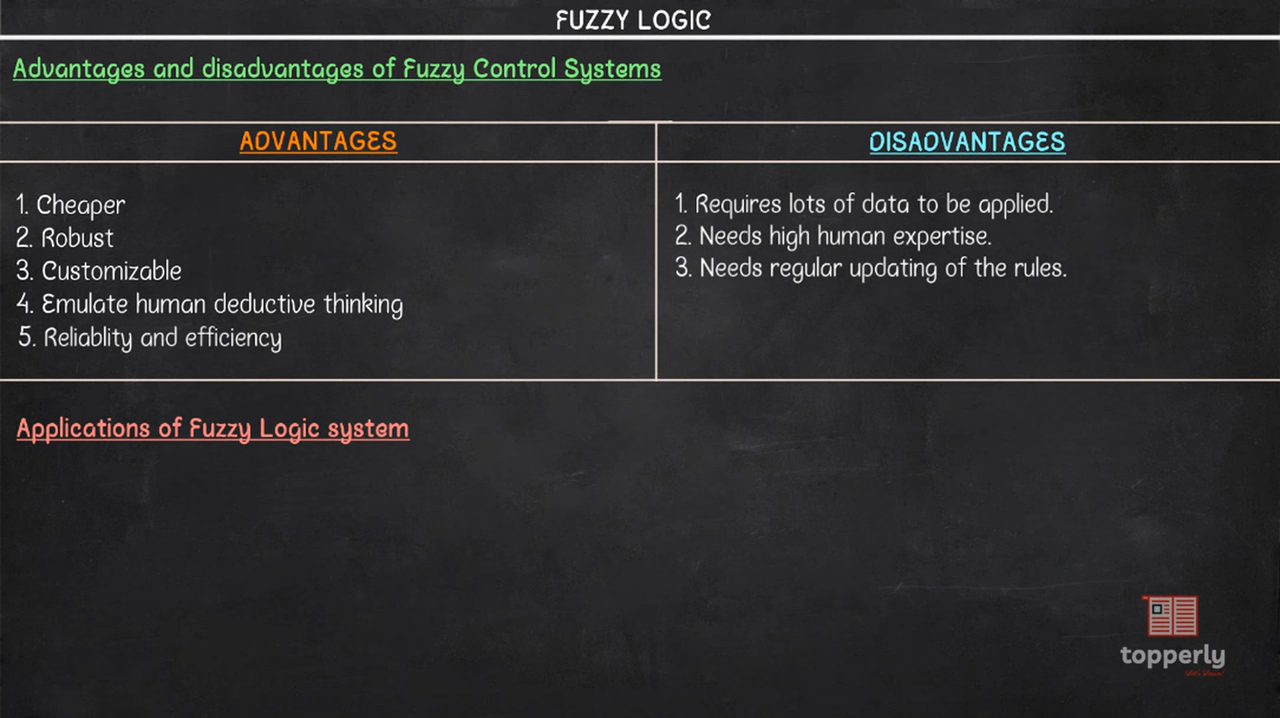 FUZZY LOGIC
Advantages and disadvantages of Fuzzy Control Systems
ADVANTAGES
1. Cheaper
2. Robust
3. Customizable
4. Emulate human deductive thinking
5. Reliablity and efficiency
DISADVANTAGES
1. Requires lots of data to be applied.
2. Needs high human expertise.
3. Needs regular updating of the rules.
Applications of Fuzzy Logic system
topperly